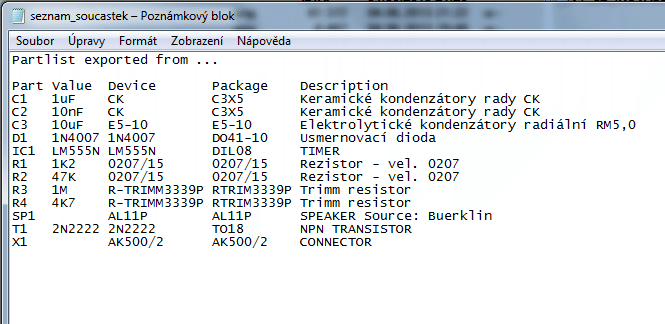 seznam_soucastek – Poznámkový blok
Soubor Úpravy Formát Zobrazení Nápověda
Partlist exported from ...
Part Value Device Package Description
C1 1uF CK C3X5 Keramické kondenzátory rady CK
C2 10nF CK C3X5 Keramické kondenzátory rady CK
C3 10uF E5-10 E5-10 Elektrolytické kondenzátory radiální RM5,0
D1 1N4007 1N4007 DO41-10 Usmernovací dioda
IC1 LM555N LM555N DIL08 TIMER
R1 1K2 0207/15 0207/15 Rezistor - vel. 0207
R2 47K 0207/15 0207/15 Rezistor - vel. 0207
R3 1M R-TRIMM3339P RTRIM3339P Trimm resistor
R4 4K7 R-TRIMM3339P RTRIM3339P Trimm resistor
SP1 AL11P AL11P SPEAKER Source: Buerklin
T1 2N2222 2N2222 TO18 NPN TRANSISTOR
X1 AK500/2 AK500/2 CONNECTOR